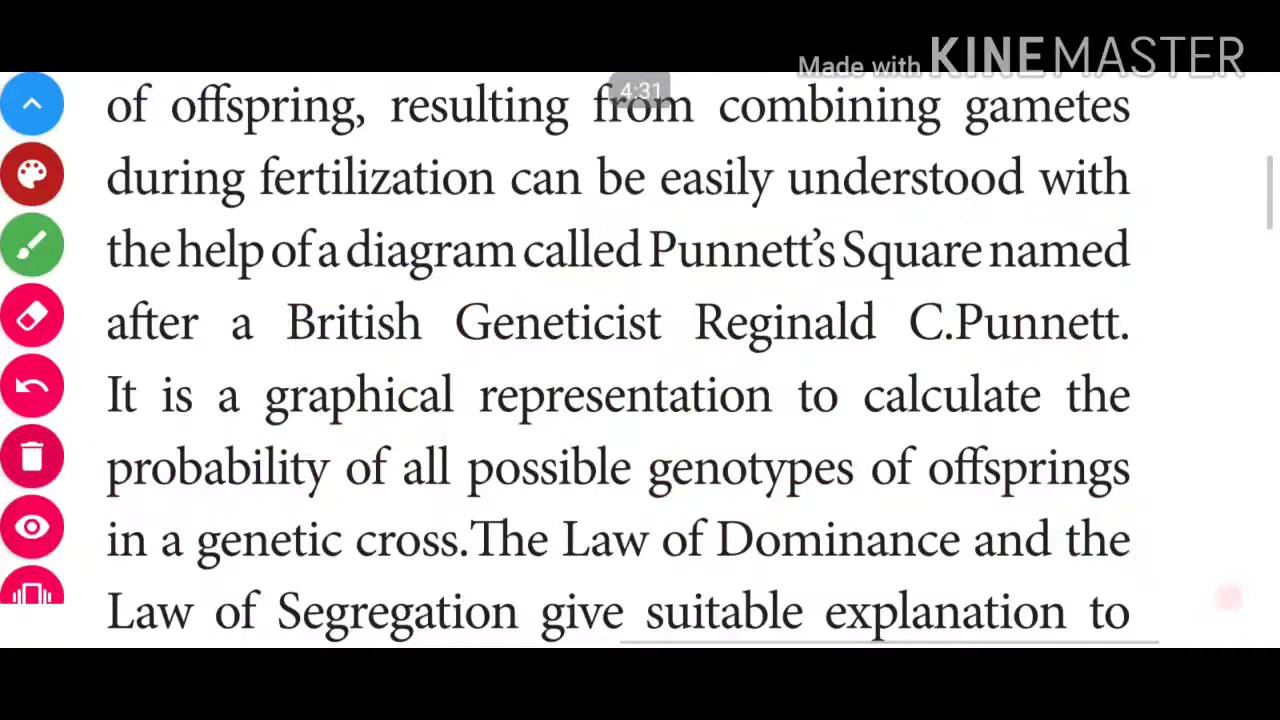 Made with KINEMASTER
4:31
of offspring, resulting from combining gametes
during fertilization can be easily understood with
the help of a diagram called Punnett’s Square named
after a British Geneticist Reginald C.Punnett.
It is a graphical representation to calculate the
probability of all possible genotypes of offsprings
in a genetic cross.The Law of Dominance and the
Law of Segregation give suitable explanation to